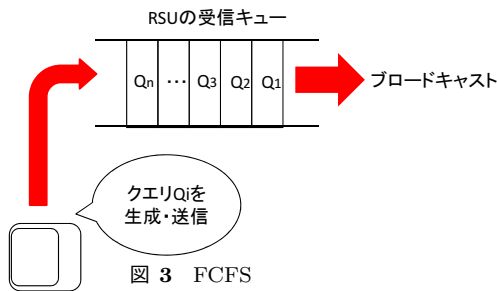 RSUの受信キュー
Qn ... Q3 Q2 Q1
ブロードキャスト
クエリQiを
生成・送信
図 3 FCFS